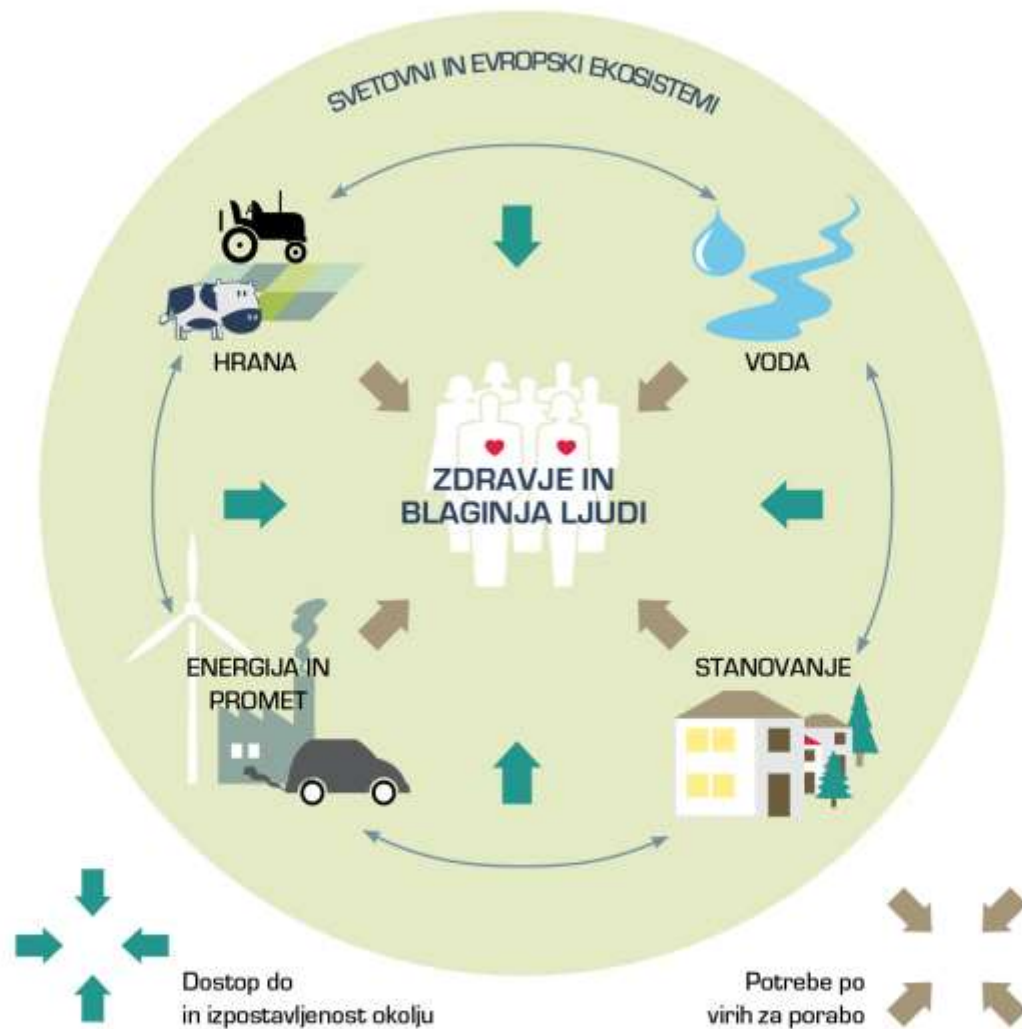 SVETOVNI IN EVROPSKI EKOSISTEMI
HRANA
VODA
ZDRAVJE IN
BLAGINJA LJUDI
ENERGIJA IN
PROMET
STANOVANJE
Dostop do
in izpostavljenost okolju
Potrebe po
virih za porabo